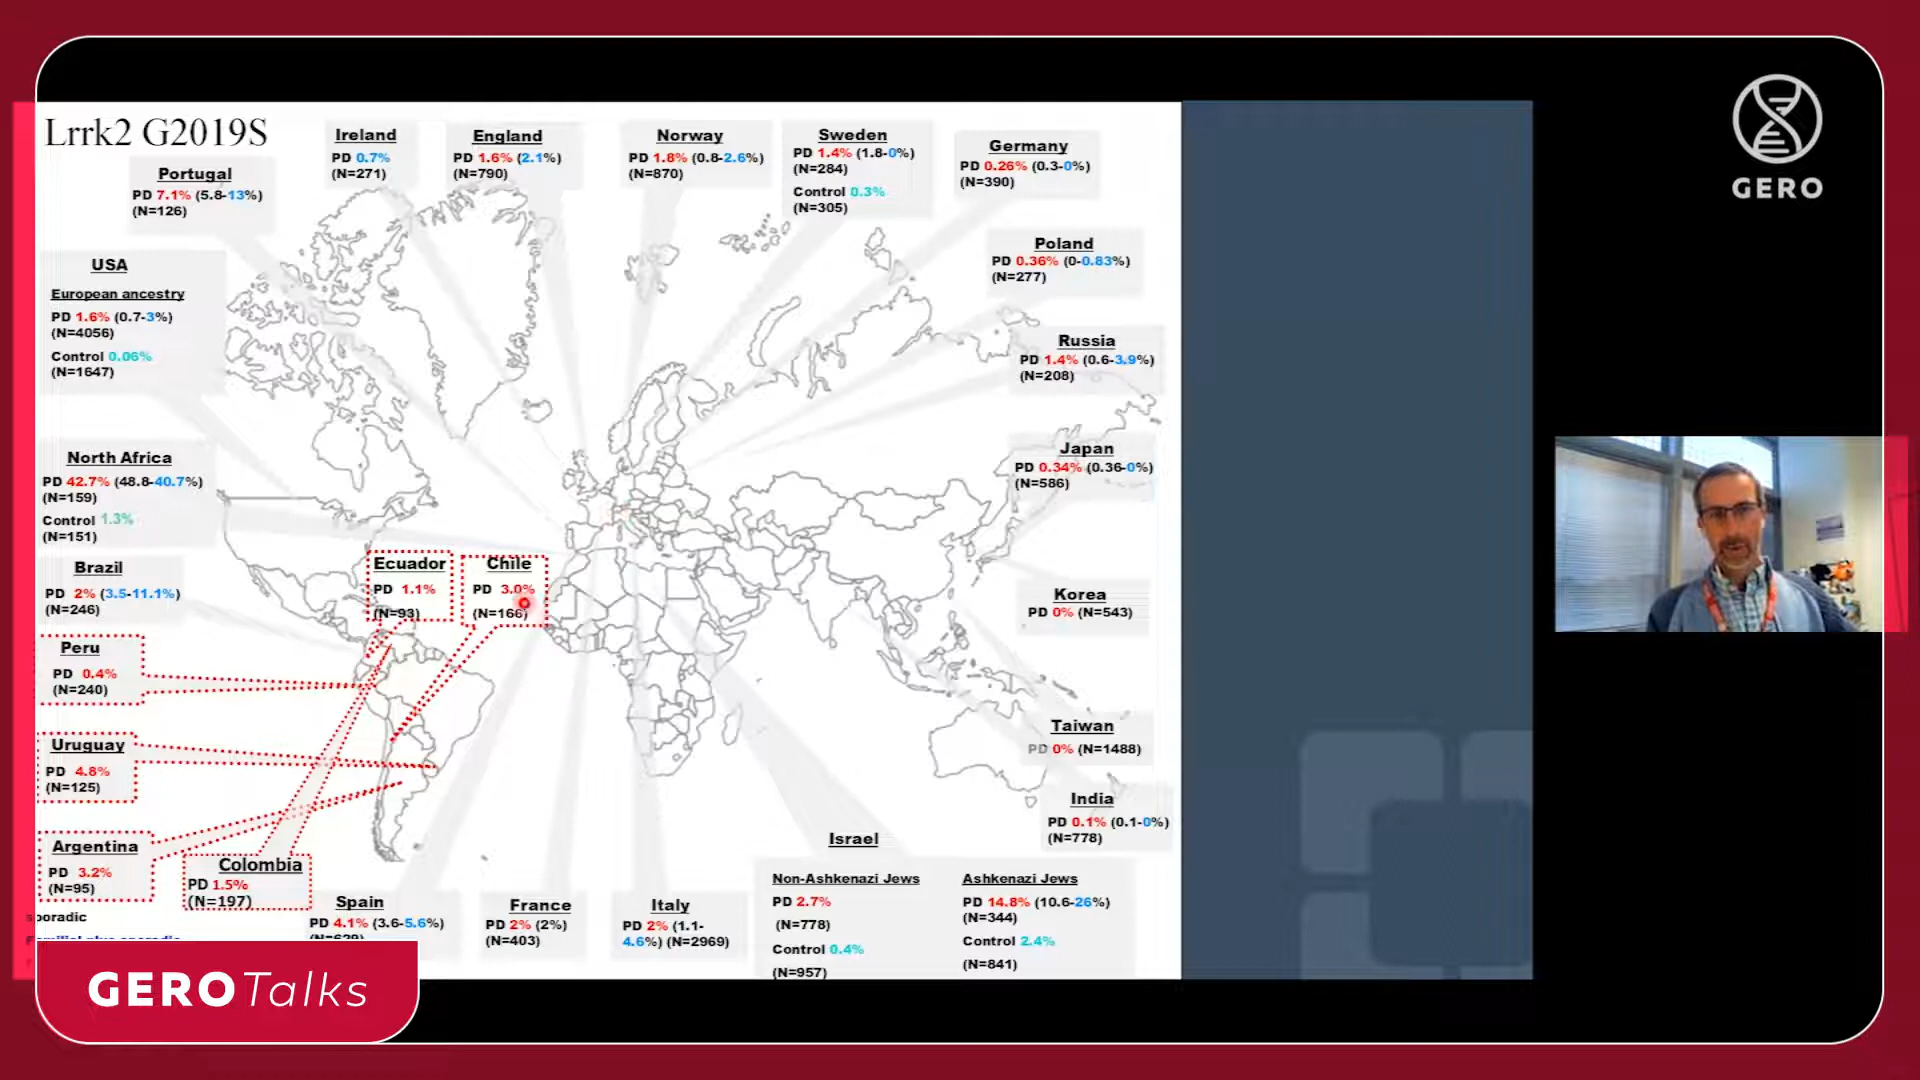 Lrrk2 G2019S
Portugal
PD 7.1% (5.8-13%)
(N=126)
Ireland
PD 0.7%
(N=271)
England
PD 1.6% (2.1%)
(N=790)
Norway
PD 1.8% (0.8-2.6%)
(N=870)
Sweden
PD 1.4% (1.8-0%)
(N=284)
Control 0.3%
(N=305)
Germany
PD 0.26% (0.3-0%)
(N=390)
GERO
USA
European ancestry
PD 1.6% (0.7-3%)
(N=4056)
Control 0.06%
(N=1647)
Poland
PD 0.36% (0-0.83%)
(N=277)
Russia
PD 1.4% (0.6-3.9%)
(N=208)
North Africa
PD 42.7% (48.8-40.7%)
(N=159)
Control 1.3%
(N=151)
Japan
PD 0.34% (0.36-0%)
(N=586)
Brazil
PD 2% (3.5-11.1%)
(N=246)
Ecuador
PD 1.1%
(N=93)
Chile
PD 3.0%
(N=166)
Korea
PD 0% (N=543)
Peru
PD 0.4%
(N=240)
Uruguay
PD 4.8%
(N=125)
Taiwan
PD 0% (N=1488)
India
PD 0.1% (0.1-0%)
(N=778)
Argentina
PD 3.2%
(N=95)
Colombia
PD 1.5%
(N=197)
Spain
PD 4.1% (3.6-5.6%)
France
PD 2% (2%)
(N=403)
Italy
PD 2% (1.1-
4.6%) (N=2969)
Israel
Non-Ashkenazi Jews
PD 2.7%
(N=778)
Control 0.4%
(N=957)
Ashkenazi Jews
PD 14.8% (10.6-26%)
(N=344)
Control 2.4%
(N=841)
sporadic
GERO Talks